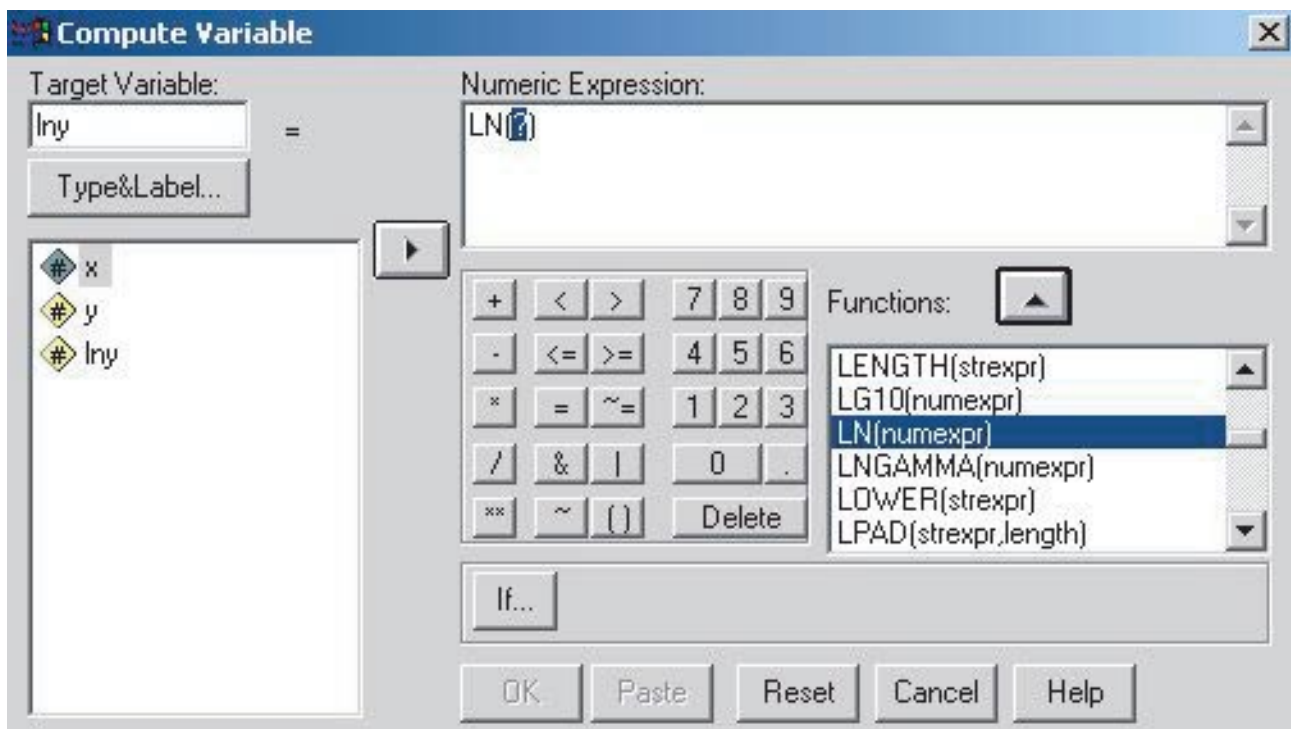 Compute Variable
Target Variable:
lny
=
Type&Label...
x
y
lny
Numeric Expression:
LN(?)
+ < > 7 8 9
- <= >= 4 5 6
* = ~= 1 2 3
/ & | 0 .
** ~ ( ) Delete
Functions:
LENGTH(strexpr)
LG10(numexpr)
LN(numexpr)
LNGAMMA(numexpr)
LOWER(strexpr)
LPAD(strexpr,length)
If...
OK Paste Reset Cancel Help